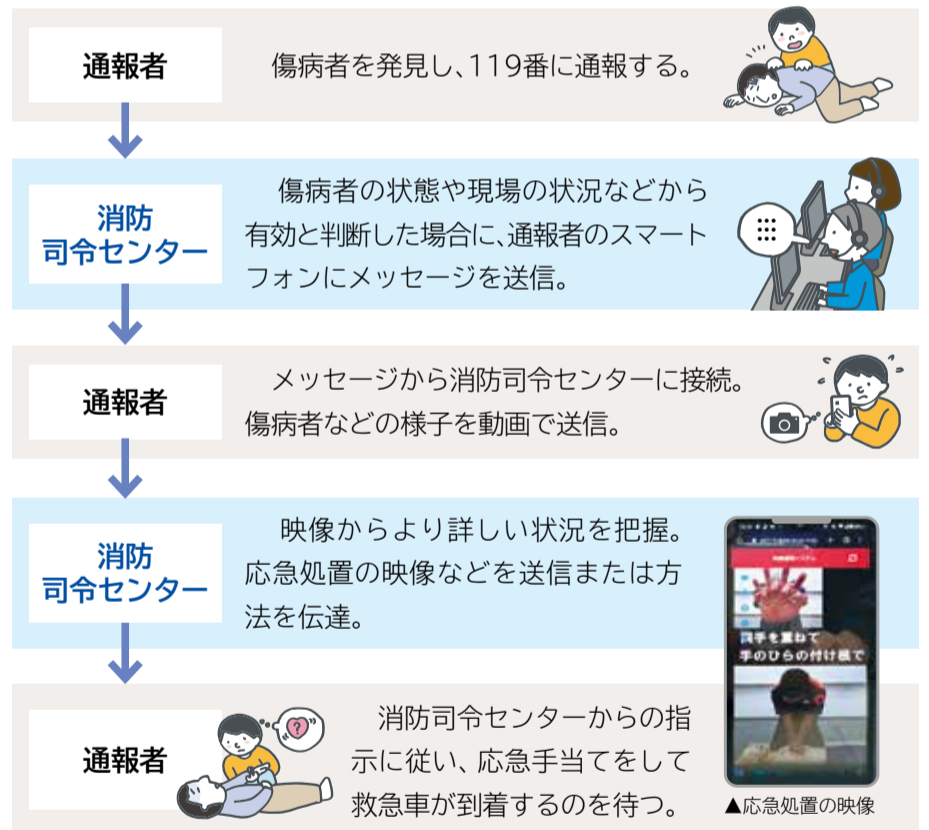 通報者
傷病者を発見し、119番に通報する。
消防
司令センター
傷病者の状態や現場の状況などから
有効と判断した場合に、通報者のスマート
フォンにメッセージを送信。
通報者
メッセージから消防司令センターに接続。
傷病者などの様子を動画で送信。
消防
司令センター
映像からより詳しい状況を把握。
応急処置の映像などを送信または方
法を伝達。
両手を重ねて
手のひらの付け根で
通報者
消防司令センターからの指
示に従い、応急手当てをして
救急車が到着するのを待つ。
▲応急処置の映像